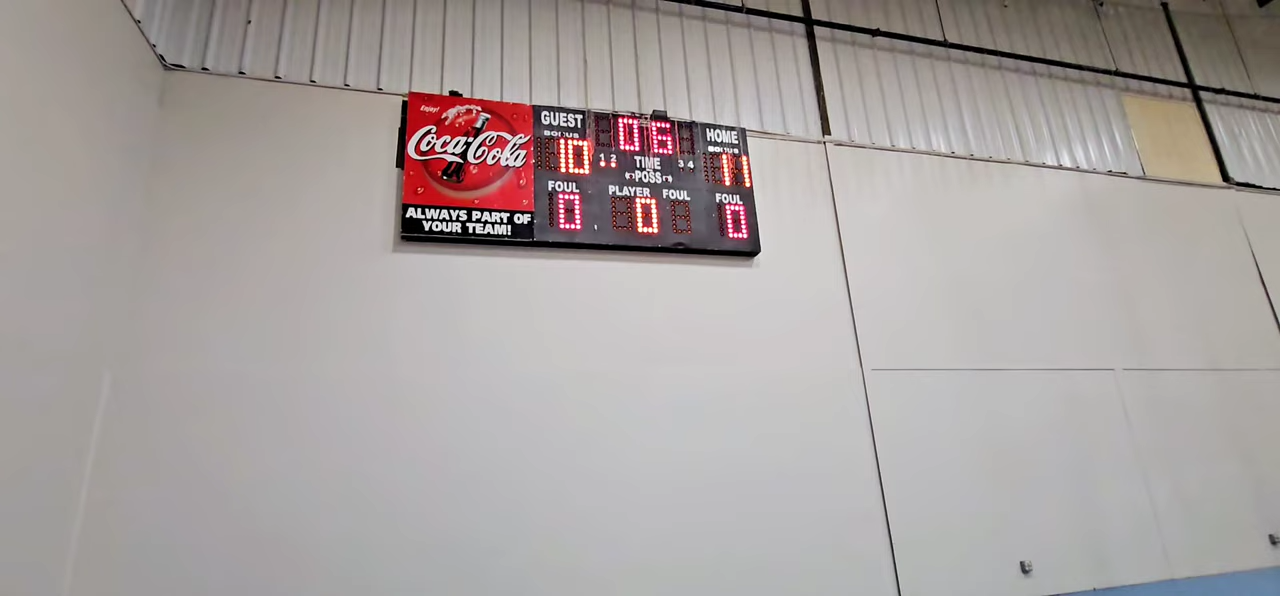 Enjoy!
Coca-Cola
ALWAYS PART OF
YOUR TEAM!
GUEST
BONUS
10
05
1 2
TIME
3 4
POSS
HOME
BONUS
11
FOUL
0
PLAYER FOUL
0
FOUL
0